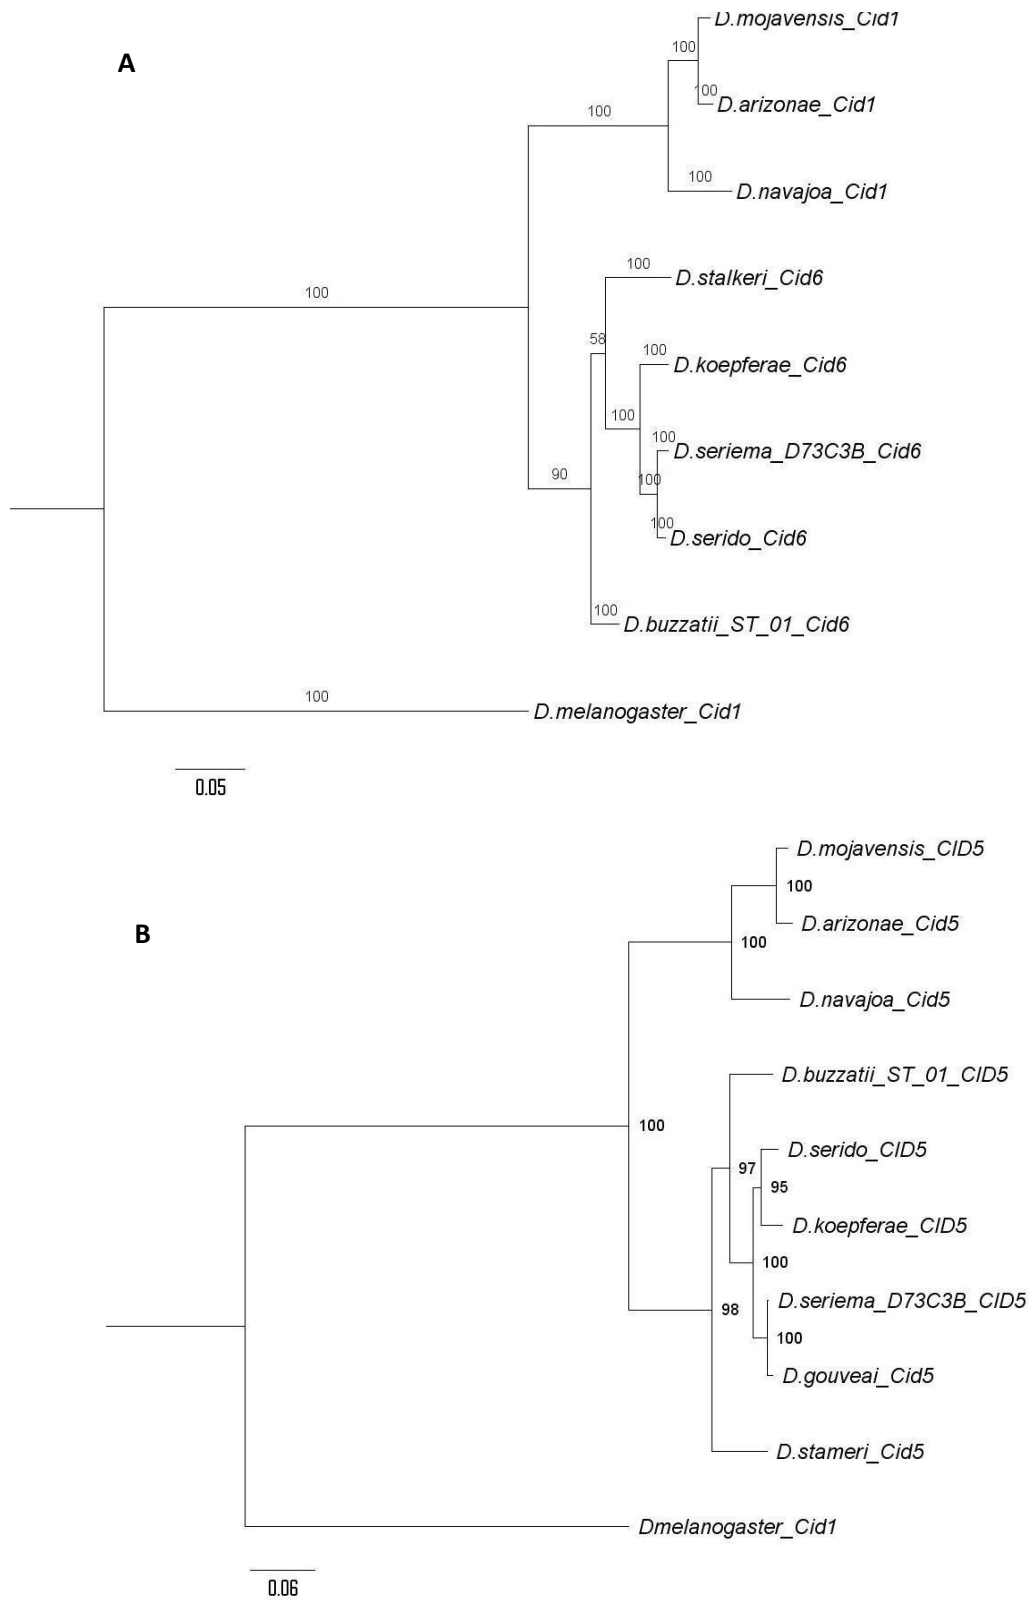 D.mojavensis_Cid1
A
100
100
D.arizonae_Cid1
100
100
D.navajoa_Cid1
100
D.stalkeri_Cid6
100
58
100
D.koepferae_Cid6
100
100
D.seriema_D73C3B_Cid6
90
100
100
D.serido_Cid6
100
D.buzzatii_ST_01_Cid6
100
D.melanogaster_Cid1
0.05
D.mojavensis_CID5
100
B
D.arizonae_Cid5
100
D.navajoa_Cid5
D.buzzatii_ST_01_CID5
100
D.serido_CID5
97
95
D.koepferae_CID5
100
D.seriema_D73C3B_CID5
98
100
D.gouveai_Cid5
D.stameri_Cid5
Dmelanogaster_Cid1
0.06